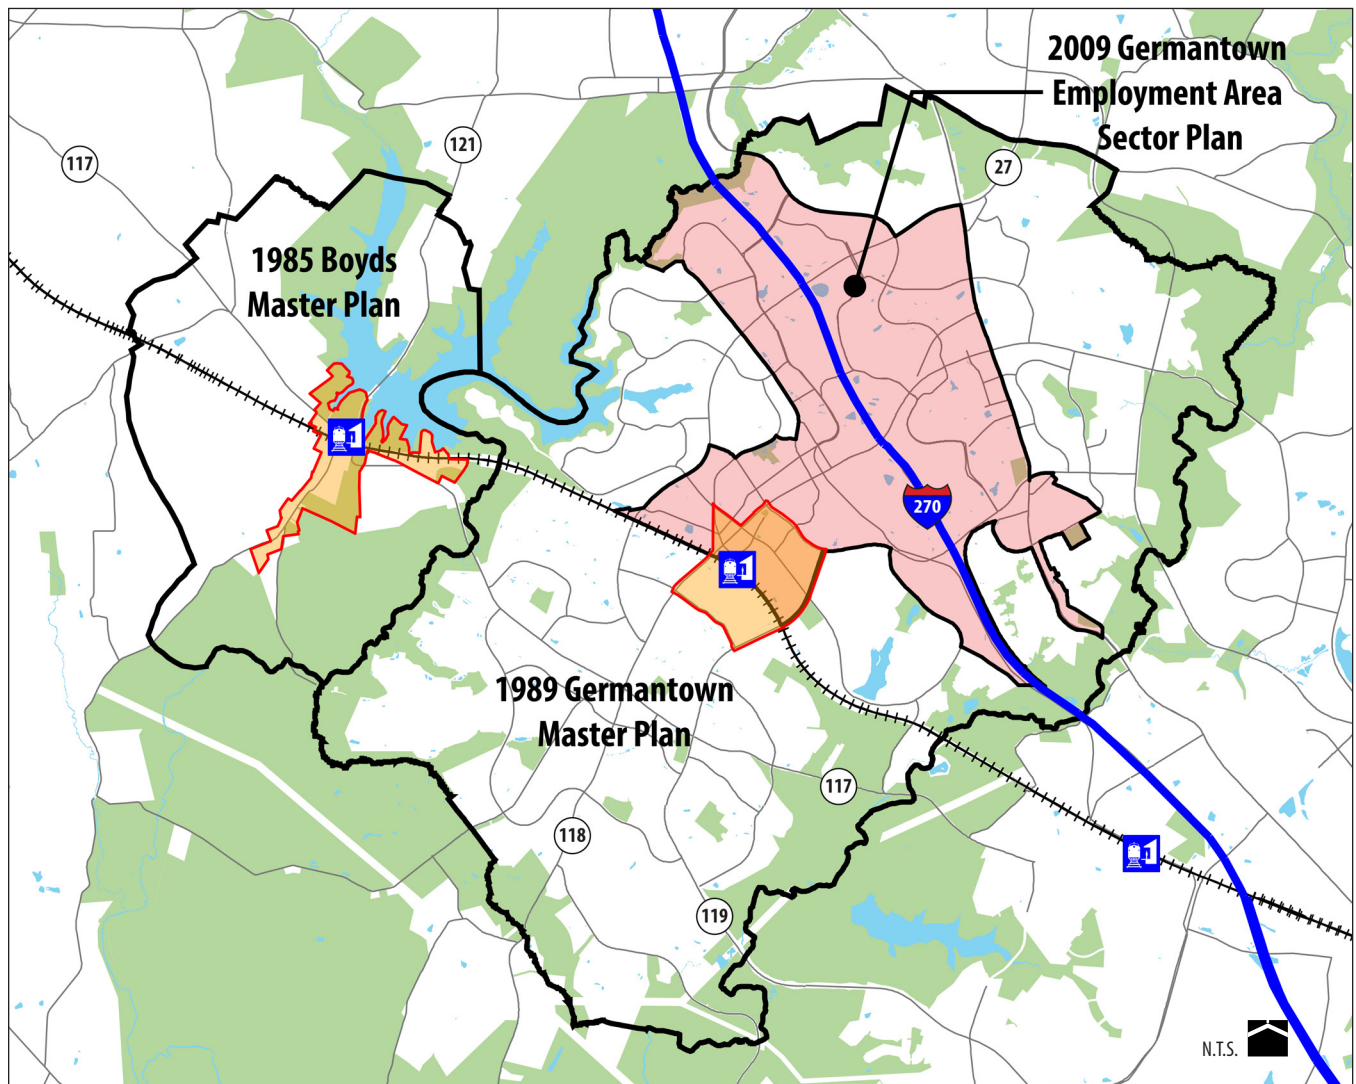 2009 Germantown
Employment Area
Sector Plan
121
117
27
1985 Boyds
Master Plan
270
1989 Germantown
Master Plan
117
118
119
N.T.S.